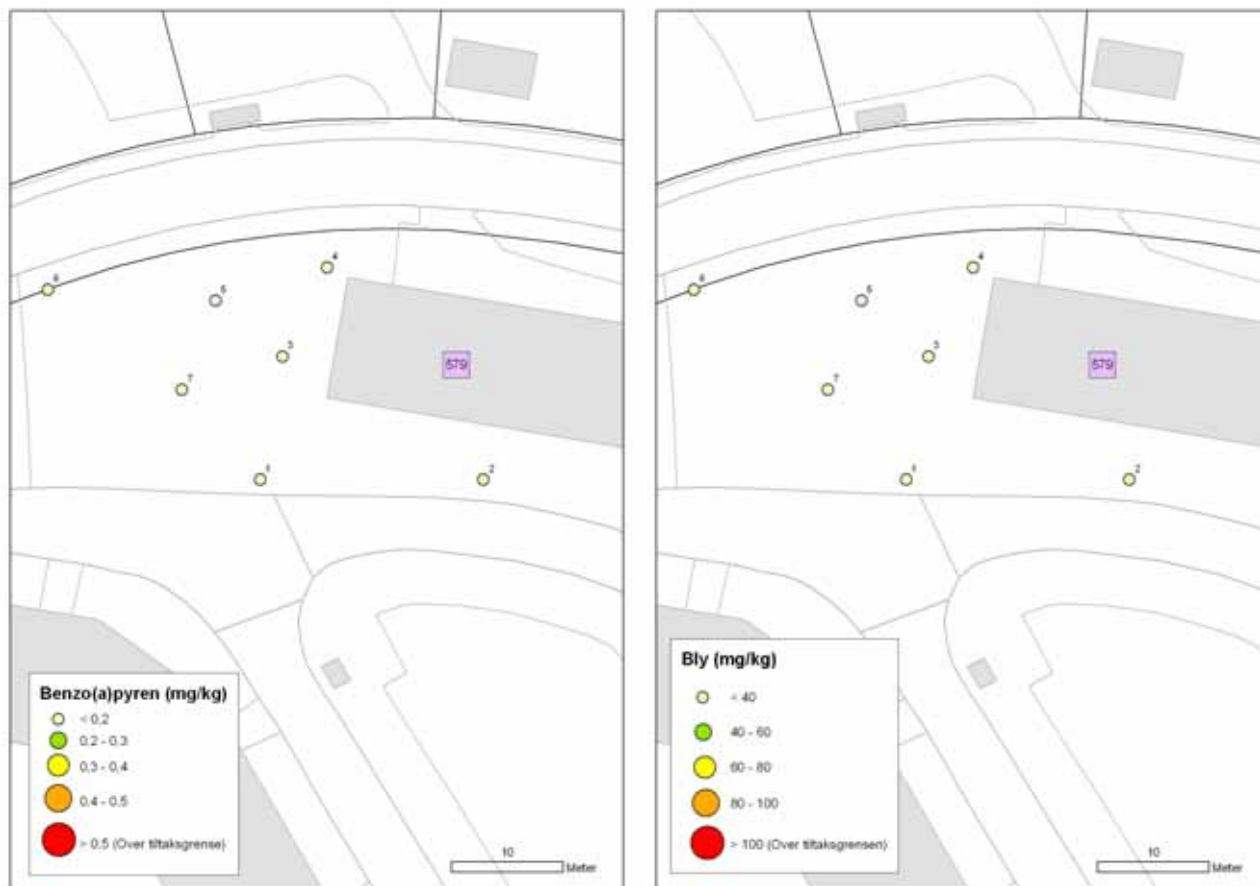 4
6
5
3
579
7
1
2
Benzo(a)pyren (mg/kg)
< 0,2
0,2 - 0,3
0,3 - 0,4
0,4 - 0,5
> 0,5 (Over tiltaksgrense)
10
Meter
4
6
5
3
579
7
1
2
Bly (mg/kg)
< 40
40 - 60
60 - 80
80 - 100
> 100 (Over tiltaksgrensen)
10
Meter